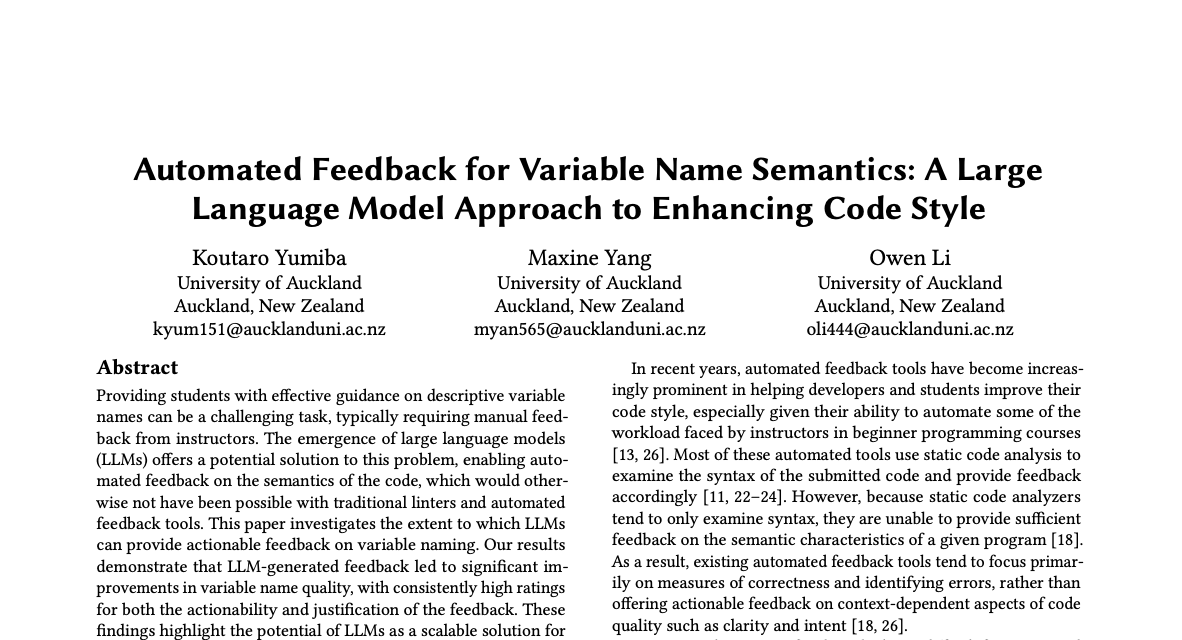 Automated Feedback for Variable Name Semantics: A Large
Language Model Approach to Enhancing Code Style
Koutaro Yumiba
University of Auckland
Auckland, New Zealand
kyum151@aucklanduni.ac.nz
Maxine Yang
University of Auckland
Auckland, New Zealand
myan565@aucklanduni.ac.nz
Owen Li
University of Auckland
Auckland, New Zealand
oli444@aucklanduni.ac.nz
Abstract
Providing students with effective guidance on descriptive variable
names can be a challenging task, typically requiring manual feed-
back from instructors. The emergence of large language models
(LLMs) offers a potential solution to this problem, enabling auto-
mated feedback on the semantics of the code, which would other-
wise not have been possible with traditional linters and automated
feedback tools. This paper investigates the extent to which LLMs
can provide actionable feedback on variable naming. Our results
demonstrate that LLM-generated feedback led to significant im-
provements in variable name quality, with consistently high ratings
for both the actionability and justification of the feedback. These
findings highlight the potential of LLMs as a scalable solution for
In recent years, automated feedback tools have become increas-
ingly prominent in helping developers and students improve their
code style, especially given their ability to automate some of the
workload faced by instructors in beginner programming courses
[13, 26]. Most of these automated tools use static code analysis to
examine the syntax of the submitted code and provide feedback
accordingly [11, 22–24]. However, because static code analyzers
tend to only examine syntax, they are unable to provide sufficient
feedback on the semantic characteristics of a given program [18].
As a result, existing automated feedback tools tend to focus primar-
ily on measures of correctness and identifying errors, rather than
offering actionable feedback on context-dependent aspects of code
quality such as clarity and intent [18, 26].